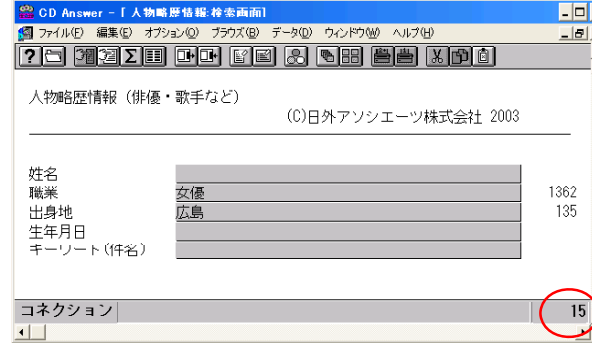 CD Answer - [ 人物略歴情報:検索画面]
ファイル(F) 編集(E) オプション(O) ブラウズ(B) データ(D) ウィンドウ(W) ヘルプ(H)
人物略歴情報（俳優・歌手など）
(C)日外アソシエーツ株式会社 2003
姓名
職業 女優 1362
出身地 広島 135
生年月日
キーワート(件名)
コネクション 15